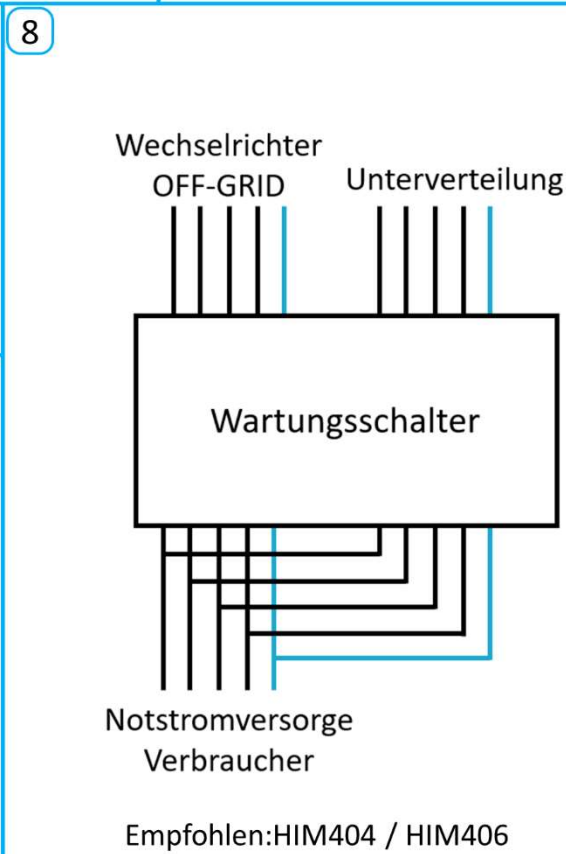 8
Wechselrichter
OFF-GRID
Unterverteilung
Wartungsschalter
Notstromversorge
Verbraucher
Empfohlen:HIM404 / HIM406